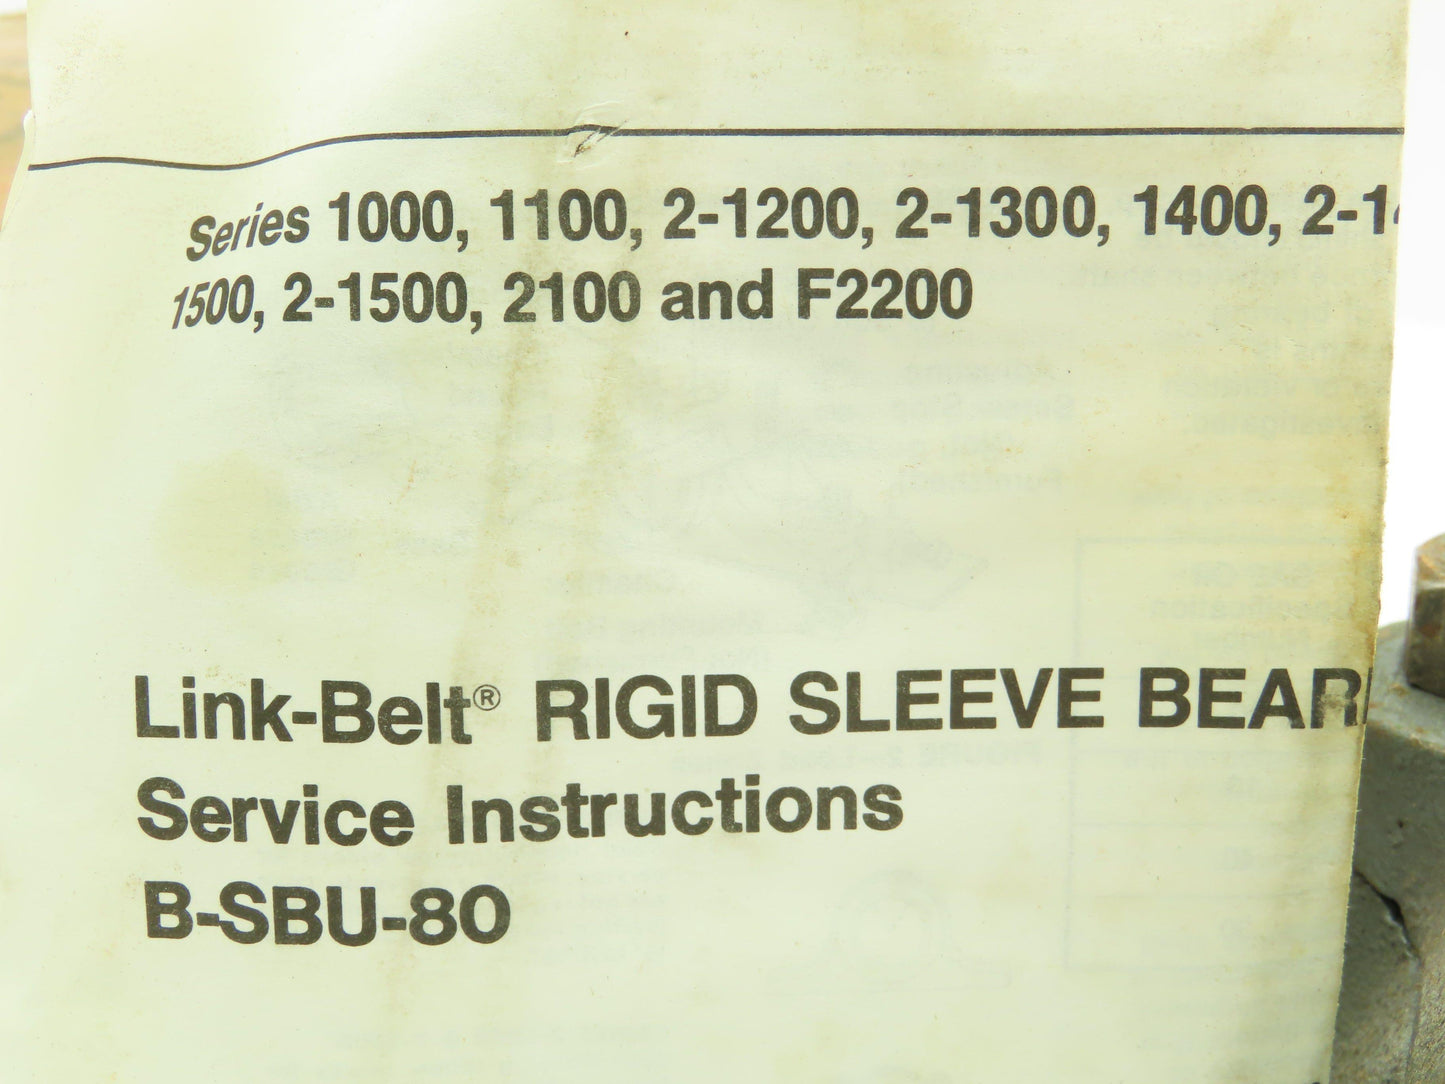 Series 1000, 1100, 2-1200, 2-1300, 1400, 2-14
1500, 2-1500, 2100 and F2200
Link-Belt® RIGID SLEEVE BEAR
Service Instructions
B-SBU-80